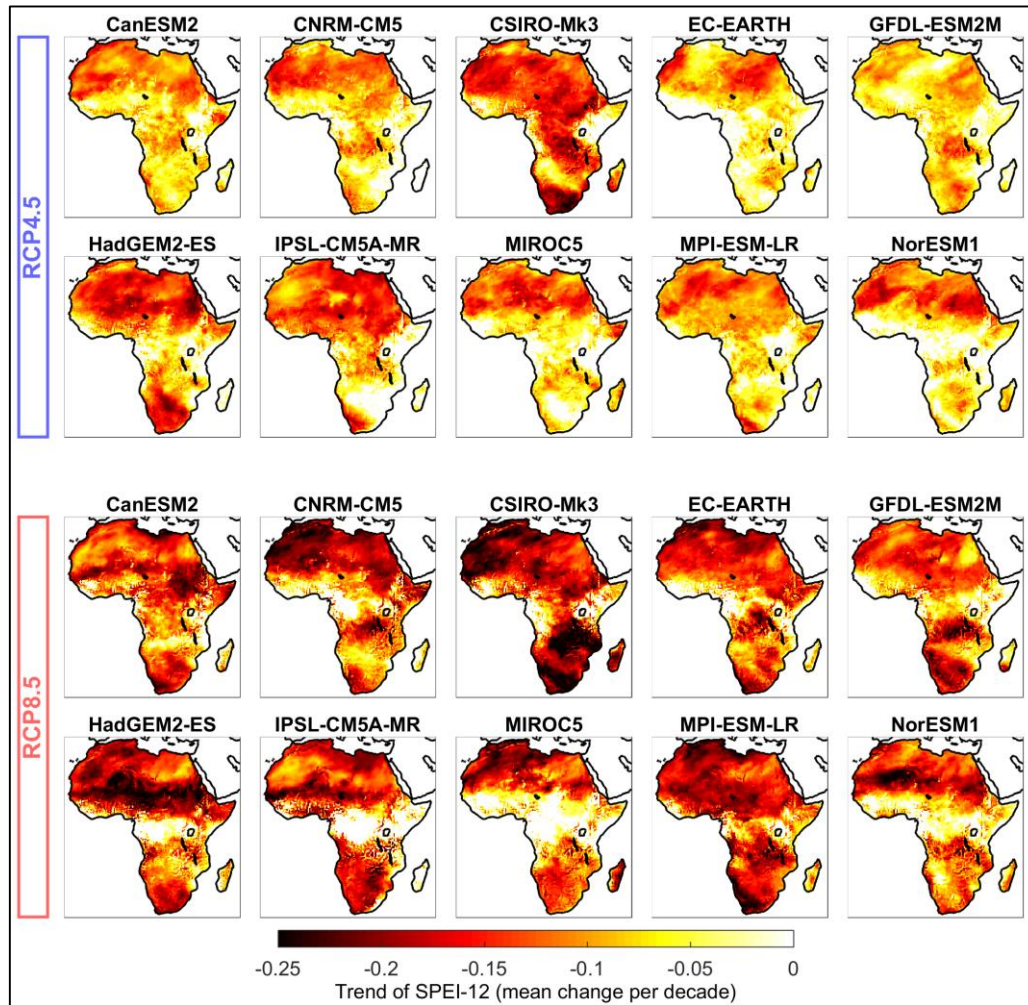 CanESM2 CNRM-CM5 CSIRO-Mk3 EC-EARTH GFDL-ESM2M
RCP4.5
HadGEM2-ES IPSL-CM5A-MR MIROC5 MPI-ESM-LR NorESM1
CanESM2 CNRM-CM5 CSIRO-Mk3 EC-EARTH GFDL-ESM2M
RCP8.5
HadGEM2-ES IPSL-CM5A-MR MIROC5 MPI-ESM-LR NorESM1
-0.25 -0.2 -0.15 -0.1 -0.05 0
Trend of SPEI-12 (mean change per decade)